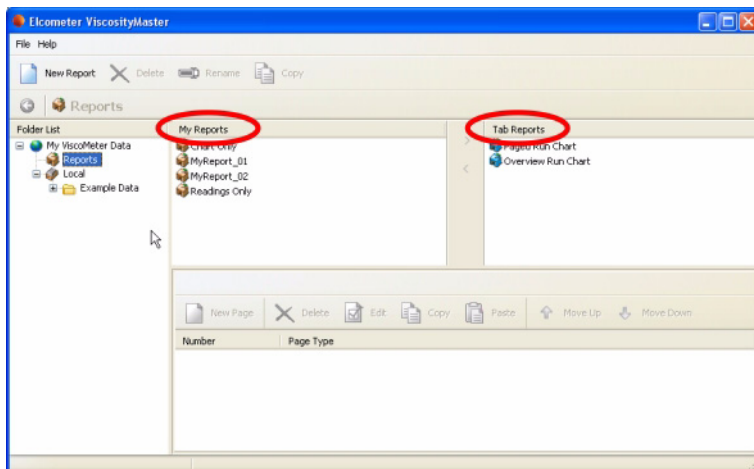 Elcometer ViscosityMaster
File Help
New Report Delete Rename Copy
Reports
Folder List
My ViscoMeter Data
Reports
Local
Example Data
My Reports
Chart Only
MyReport_01
MyReport_02
Readings Only
Tab Reports
Paged Run Chart
Overview Run Chart
New Page Delete Edit Copy Paste Move Up Move Down
Number Page Type